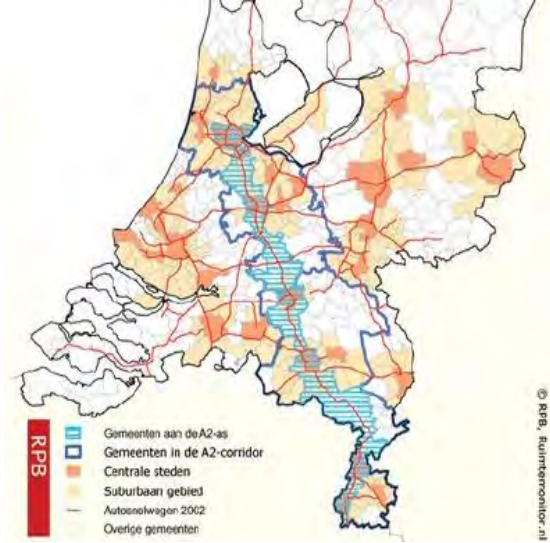 RPB
Gemeenten aan de A2-as
Gemeenten in de A2-corridor
Centrale steden
Suburbaan gebied
Autosnelwegen 2002
Overige gemeenten
© RPB, Ruimtemonitor.nl